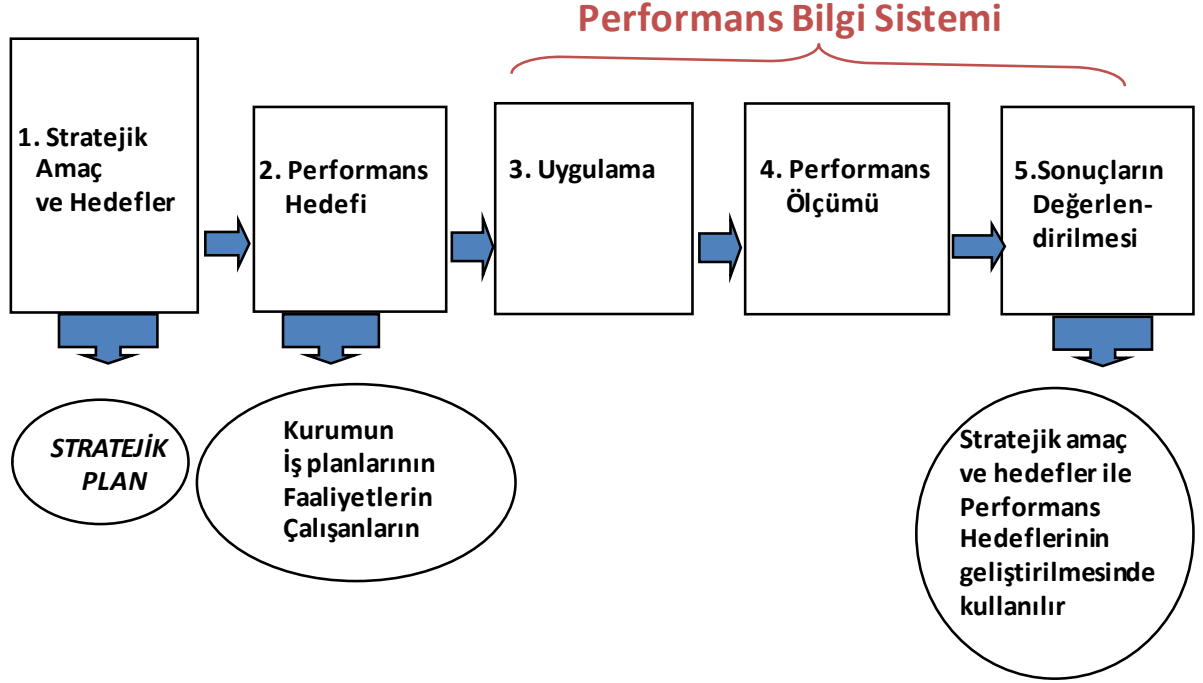 Performans Bilgi Sistemi
1. Stratejik
Amaç
ve Hedefler
2. Performans
Hedefi
3. Uygulama
4. Performans
Ölçümü
5.Sonuçların
Değerlen-
dirilmesi
STRATEJİK
PLAN
Kurumun
İş planlarının
Faaliyetlerin
Çalışanların
Stratejik amaç
ve hedefler ile
Performans
Hedeflerinin
geliştirilmesinde
kullanılır